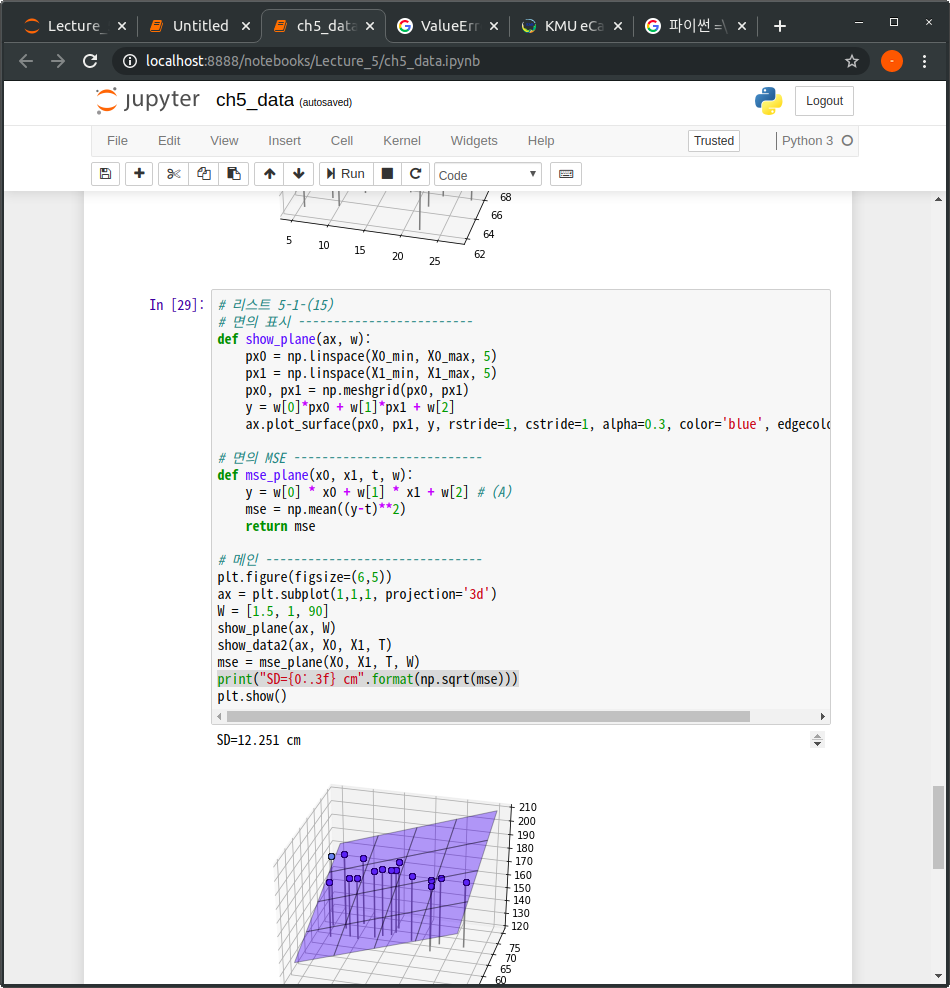 Lecture_
Untitled
ch5_data
ValueErr
KMU eCa
파이썬 =\
localhost:8888/notebooks/Lecture_5/ch5_data.ipynb
jupyter ch5_data (autosaved)
Logout
File Edit View Insert Cell Kernel Widgets Help
Trusted
Python 3
Run
Code
68
66
64
62
5 10 15 20 25
In [29]:
# 리스트 5-1-(15)
# 면의 표시 -------------------------
def show_plane(ax, w):
    px0 = np.linspace(X0_min, X0_max, 5)
    px1 = np.linspace(X1_min, X1_max, 5)
    px0, px1 = np.meshgrid(px0, px1)
    y = w[0]*px0 + w[1]*px1 + w[2]
    ax.plot_surface(px0, px1, y, rstride=1, cstride=1, alpha=0.3, color='blue', edgecolo
# 면의 MSE ---------------------------
def mse_plane(x0, x1, t, w):
    y = w[0] * x0 + w[1] * x1 + w[2] # (A)
    mse = np.mean((y-t)**2)
    return mse
# 메인 -------------------------------
plt.figure(figsize=(6,5))
ax = plt.subplot(1,1,1, projection='3d')
W = [1.5, 1, 90]
show_plane(ax, W)
show_data2(ax, X0, X1, T)
mse = mse_plane(X0, X1, T, W)
print("SD={0:.3f} cm".format(np.sqrt(mse)))
plt.show()
SD=12.251 cm
210
200
190
180
170
160
150
140
130
120
75
70
65
60